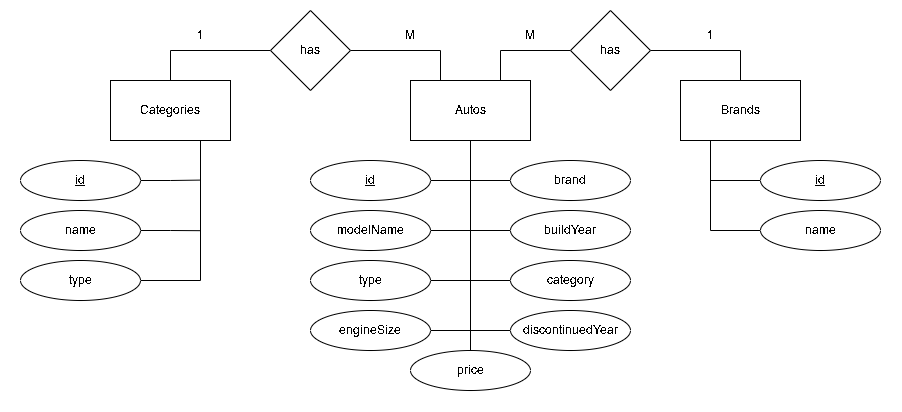 1
has
M
M
has
1
Categories
Autos
Brands
id
name
type
id
brand
modelName
buildYear
type
category
engineSize
discontinuedYear
price
id
name